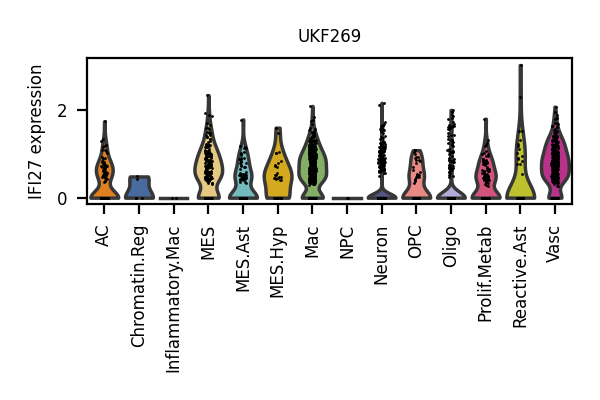 UKF269
IFI27 expression
2
0
AC
Chromatin.Reg
Inflammatory.Mac
MES
MES.Ast
MES.Hyp
Mac
NPC
Neuron
OPC
Oligo
Prolif.Metab
Reactive.Ast
Vasc